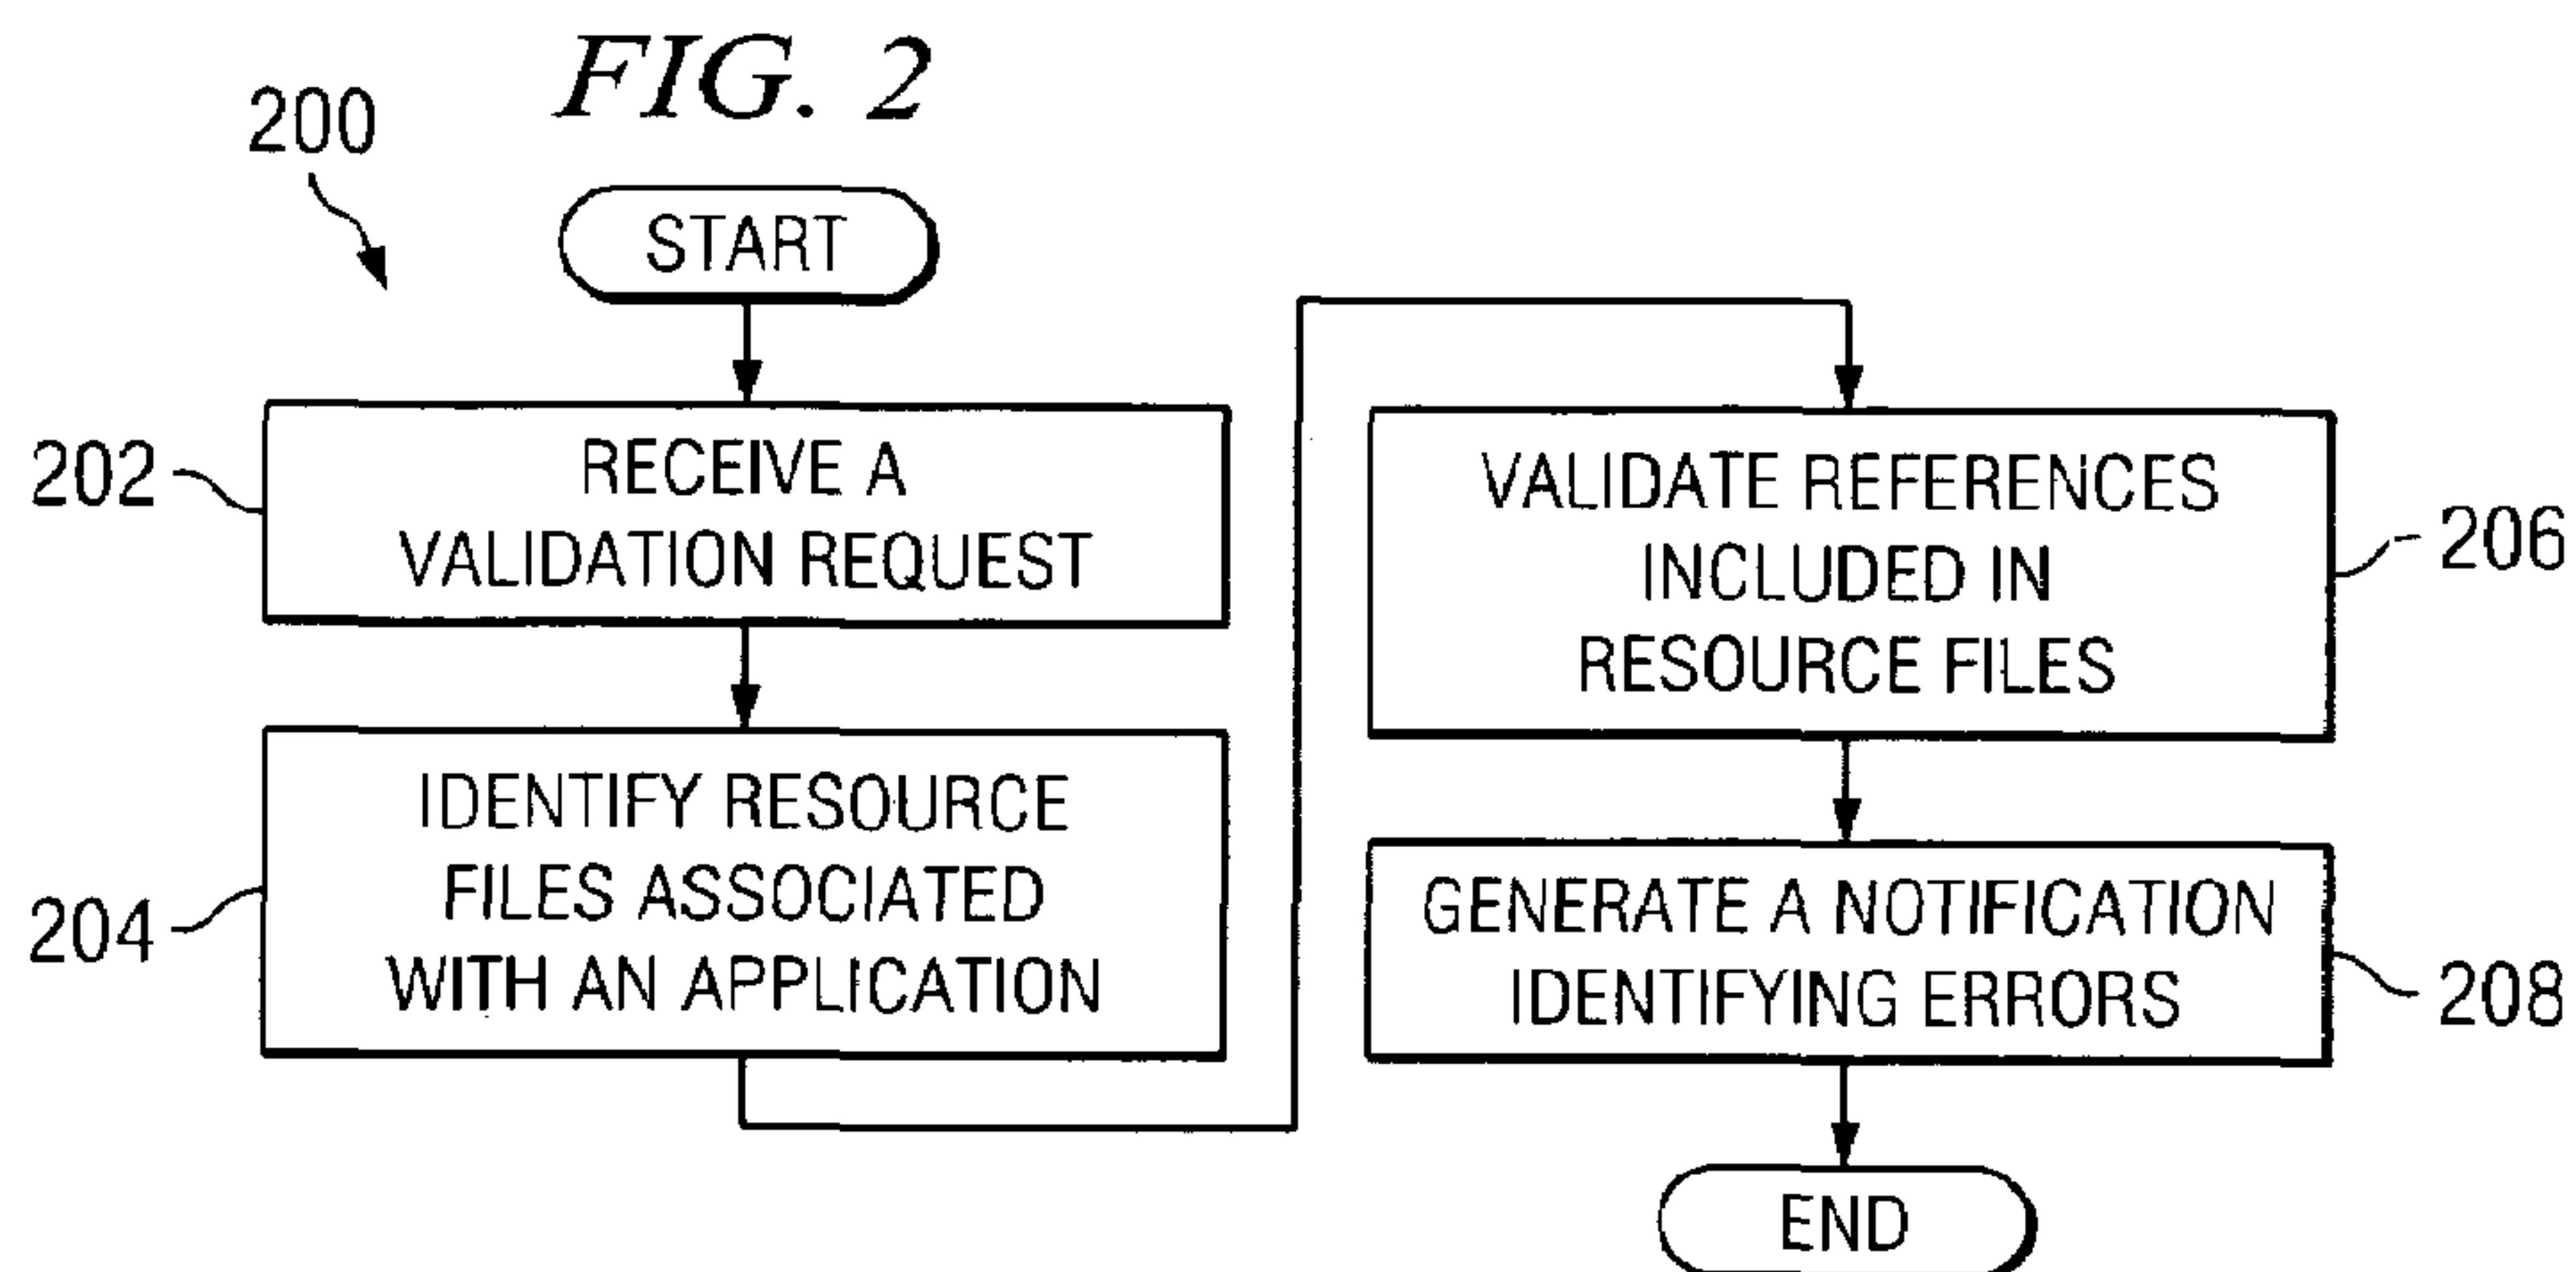 FIG. 2
200
START
202
RECEIVE A
VALIDATION REQUEST
204
IDENTIFY RESOURCE
FILES ASSOCIATED
WITH AN APPLICATION
VALIDATE REFERENCES
INCLUDED IN
RESOURCE FILES
206
GENERATE A NOTIFICATION
IDENTIFYING ERRORS
208
END